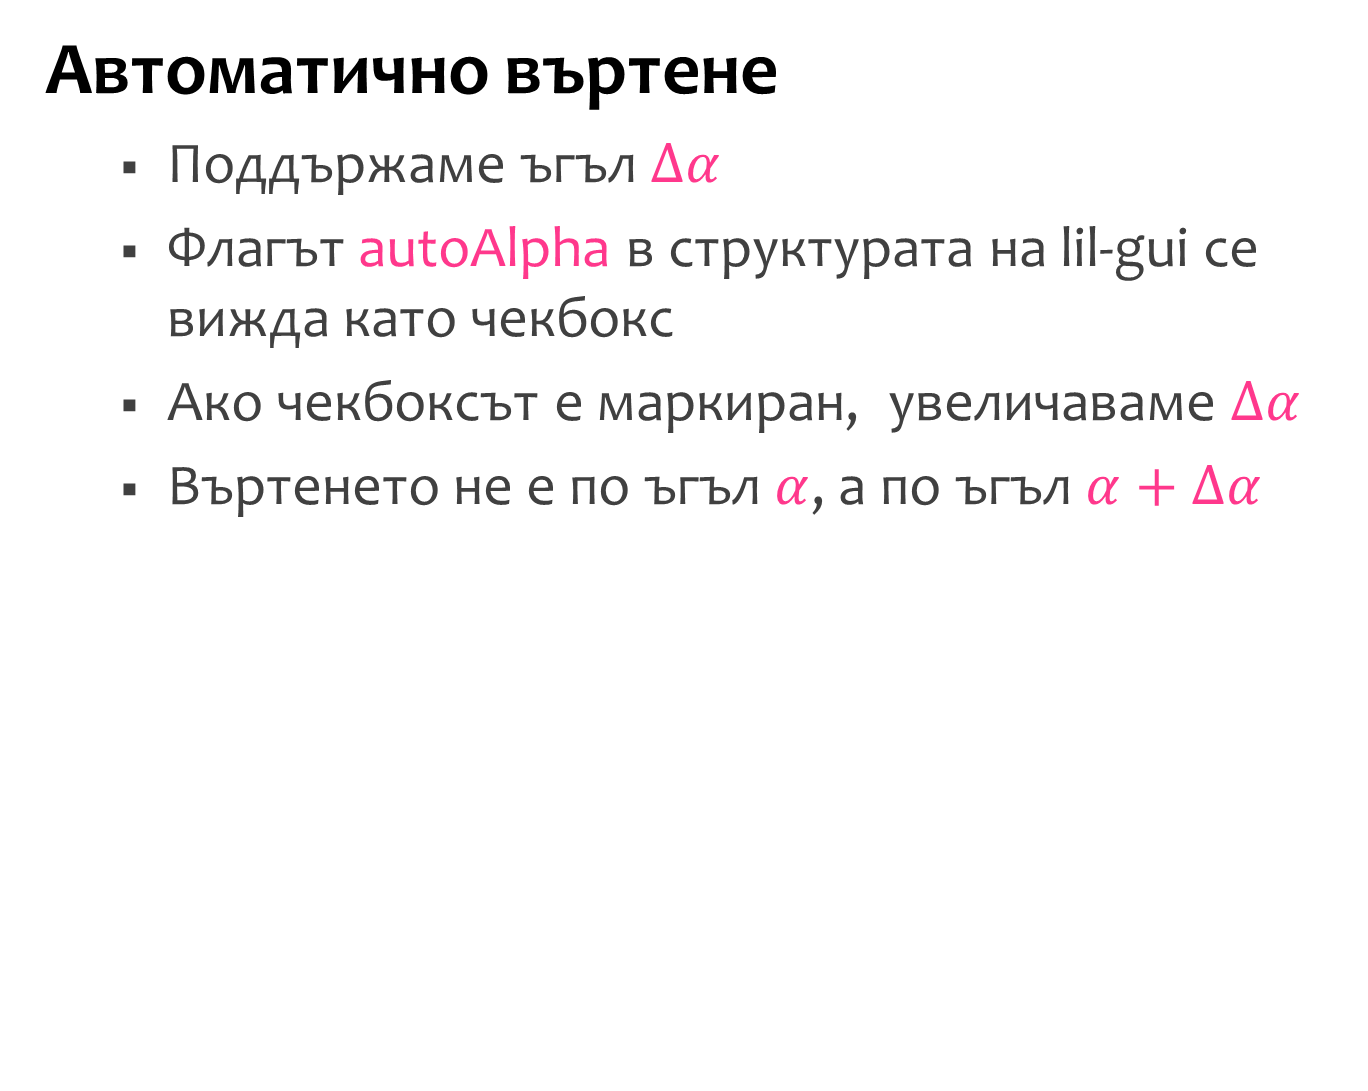 Автоматично въртене
▪ Поддържаме ъгъл Δα
▪ Флагът autoAlpha в структурата на lil-gui се
вижда като чекбокс
▪ Ако чекбоксът е маркиран,  увеличаваме Δα
▪ Въртенето не е по ъгъл α, а по ъгъл α + Δα